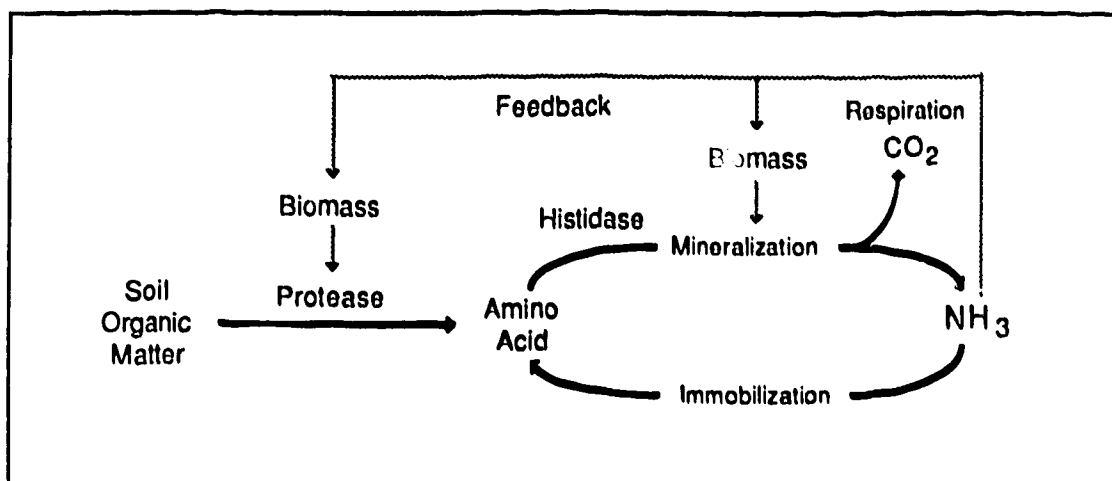 Feedback
Respiration
CO2
Biomass
Biomass
Histidase
Mineralization
Soil
Organic
Matter
Protease
Amino
Acid
NH3
Immobilization